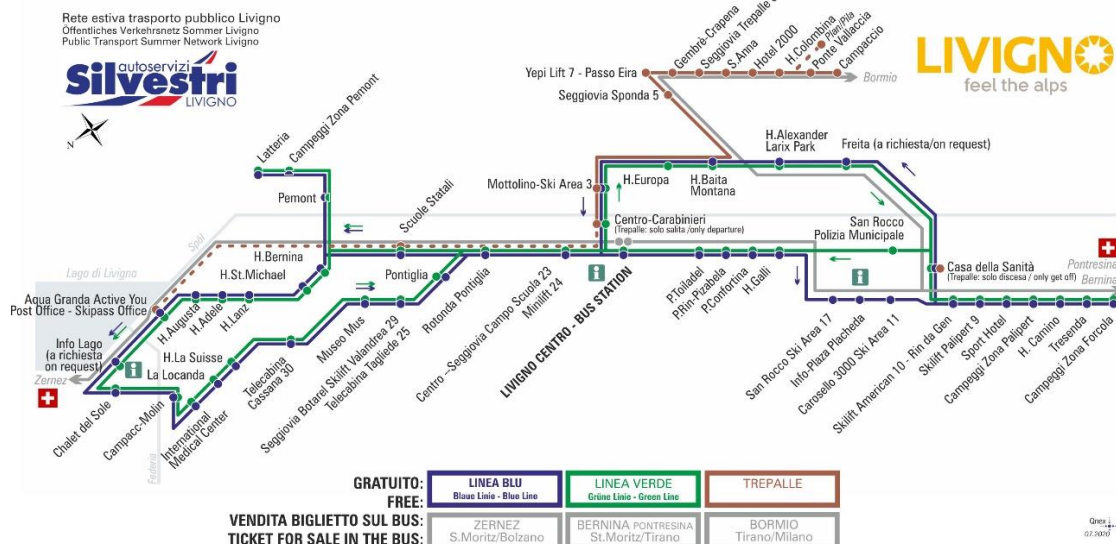 Rete estiva trasporto pubblico Livigno
Öffentliches Verkehrsnetz Sommer Livigno
Public Transport Summer Network Livigno
autoservizi
Silvestri
LIVIGNO
LIVIGNO
feel the alps
N
Gembrè-Crapena
Seggiovia Trepalle
S.Anna
Hotel 2000
H.Colombina
Plan/Pila
Ponte Vallaccia
Campaccio
Yepi Lift 7 - Passo Eira
Bormio
Seggiovia Sponda 5
Latteria
Campeggi Zona Pemont
H.Alexander
Larix Park
Freita (a richiesta/on request)
Pemont
Scuole Statali
Mottolino-Ski Area 3
H.Europa
H.Baita
Montana
Centro-Carabinieri
(Trepalle: solo salita /only departure)
San Rocco
Polizia Municipale
Spöl
Lago di Livigno
H.Bernina
H.St.Michael
Pontiglia
Casa della Sanità
(Trepalle: solo discesa / only get off)
Pontresina
Bernina
Aqua Granda Active You
Post Office - Skipass Office
H.Augusta
H.Adele
H.Lanz
Info Lago
(a richiesta
on request)
Zernez
H.La Suisse
La Locanda
Chalet del Sole
Campacc-Molin
Federia
International
Medical Center
Telecabina
Cassana 30
Museo Mus
Seggiovia Botarel Skilift Valandrea 29
Telecabina Tagliede 25
Rotonda Pontiglia
Centro -Seggiovia Campo Scuola 23
Minilift 24
LIVIGNO CENTRO - BUS STATION
P.Toiladel
P.Rin-Pizabela
P.Confortina
H.Galli
San Rocco Ski Area 17
Info-Plaza Placheda
Carosello 3000 Ski Area 11
Skilift American 10 - Rin da Gen
Skilift Palipert 9
Sport Hotel
Campeggi Zona Palipert
H. Camino
Tresenda
Campeggi Zona Forcola
GRATUITO:
FREE:
LINEA BLU
Blaue Linie - Blue Line
LINEA VERDE
Grüne Linie - Green Line
TREPALLE
VENDITA BIGLIETTO SUL BUS:
TICKET FOR SALE IN THE BUS:
ZERNEZ
S.Moritz/Bolzano
BERNINA PONTRESINA
St.Moritz/Tirano
BORMIO
Tirano/Milano
Qnex
07.2020